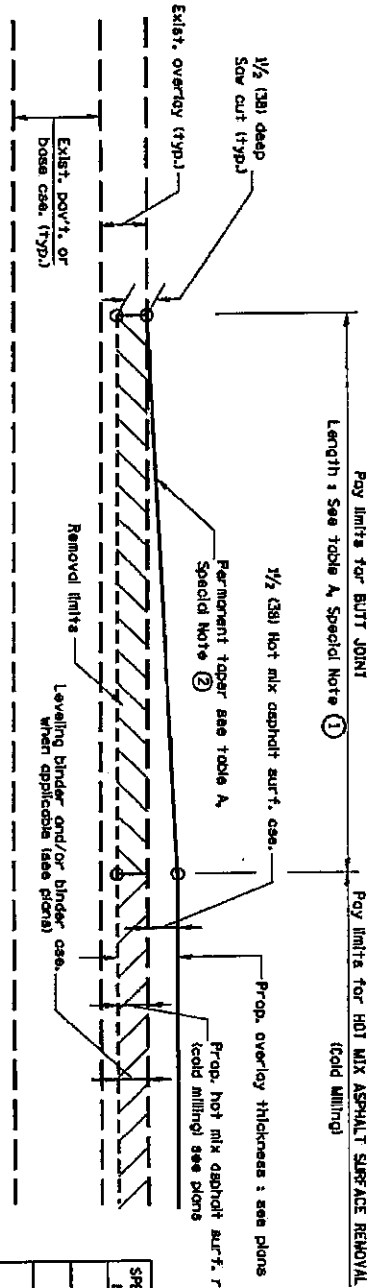 Pay limits for BUTT JOINT
Length : See table A, Special Note ①
Pay limits for HOT MIX ASPHALT SURFACE REMOVAL
(Cold Milling)
1½ (38) deep
Saw cut (typ.)
Exist. overlay (typ.)
Exist. pav't. or
base cse. (typ.)
Permanent taper see table A,
Special Note ②
1½ (38) Hot mix asphalt surf. cse.
Prop. overlay thickness : see plans
Prop. hot mix asphalt surf. r
(cold milling) see plans
Removal limits
Leveling binder and/or binder cse.
when applicable (see plans)